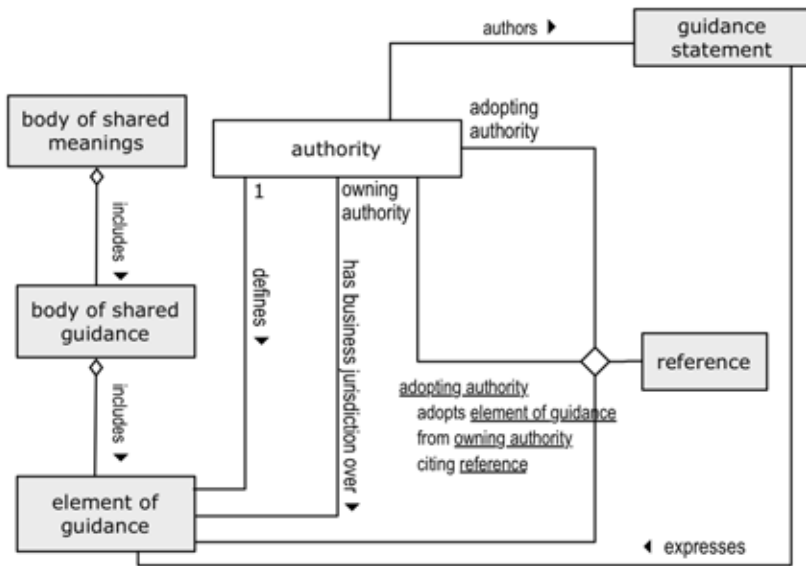 authors ▶
guidance
statement
body of shared
meanings
adopting
authority
authority
1
owning
authority
includes ▶
defines ▶
has business jurisdiction over ▶
body of shared
guidance
reference
includes ▶
adopting authority
adopts element of guidance
from owning authority
citing reference
element of
guidance
◀ expresses